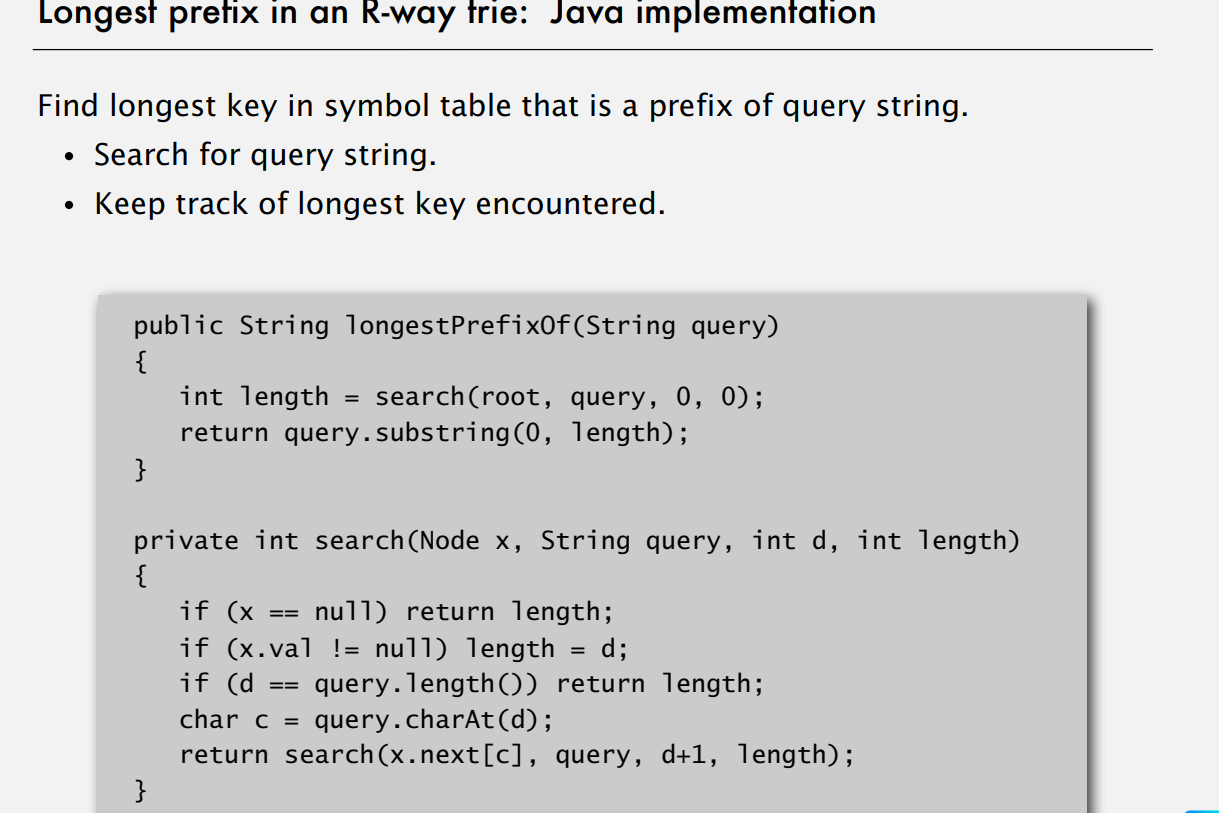 Longest prefix in an R-way trie: Java implementation
Find longest key in symbol table that is a prefix of query string.
• Search for query string.
• Keep track of longest key encountered.
public String longestPrefixOf(String query)
{
   int length = search(root, query, 0, 0);
   return query.substring(0, length);
}
private int search(Node x, String query, int d, int length)
{
   if (x == null) return length;
   if (x.val != null) length = d;
   if (d == query.length()) return length;
   char c = query.charAt(d);
   return search(x.next[c], query, d+1, length);
}